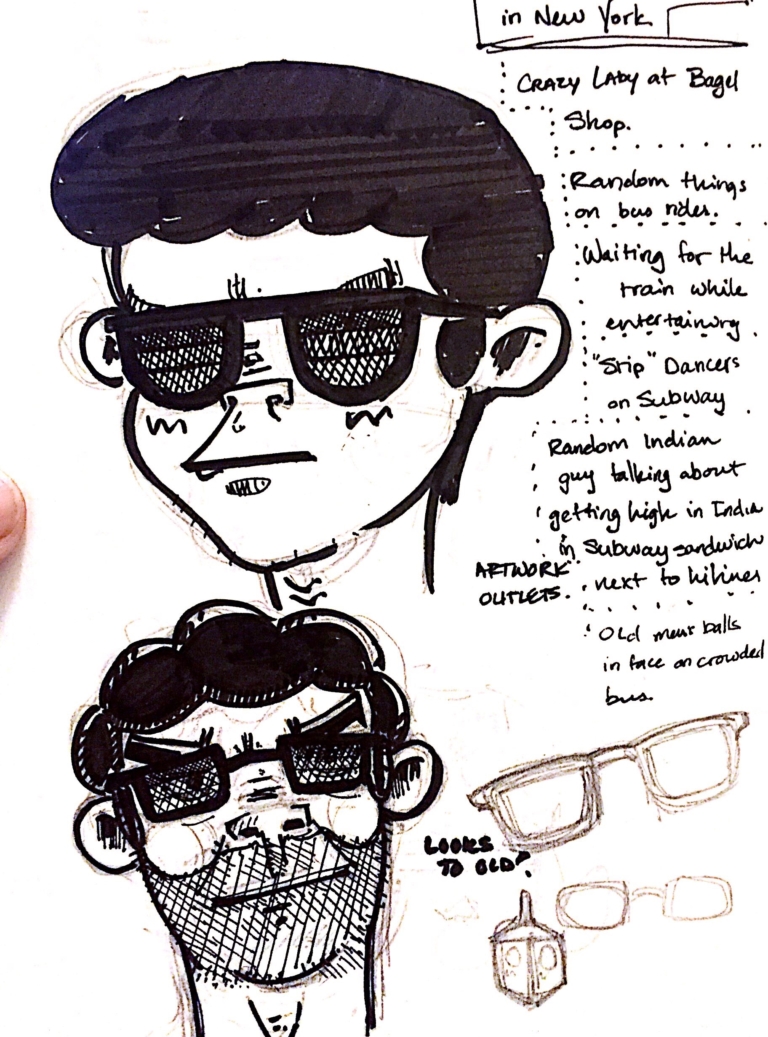 in New York
Crazy Lady at Bagel
Shop.
Random things
on bus rides.
Waiting for the
train while
entertaining
"Strip" Dancers
on Subway
Random Indian
guy talking about
getting high in India
in Subway sandwich
next to
ARTWORK
OUTLETS.
Old mens balls
in face on crowded
bus.
LOOKS
TO OLD?